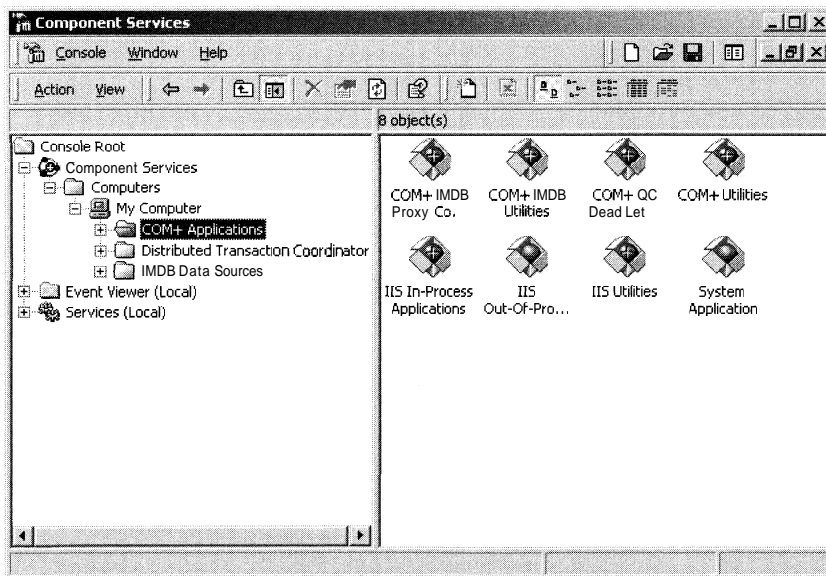 Component Services
Console Window Help
Action View
8 object(s)
Console Root
Component Services
Computers
My Computer
COM+ Applications
Distributed Transaction Coordinator
IMDB Data Sources
Event Viewer (Local)
Services (Local)
COM+ IMDB
Proxy Co.
COM+ IMDB
Utilities
COM+ QC
Dead Let
COM+ Utilities
IIS In-Process
Applications
IIS
Out-Of-Pro...
IIS Utilities
System
Application